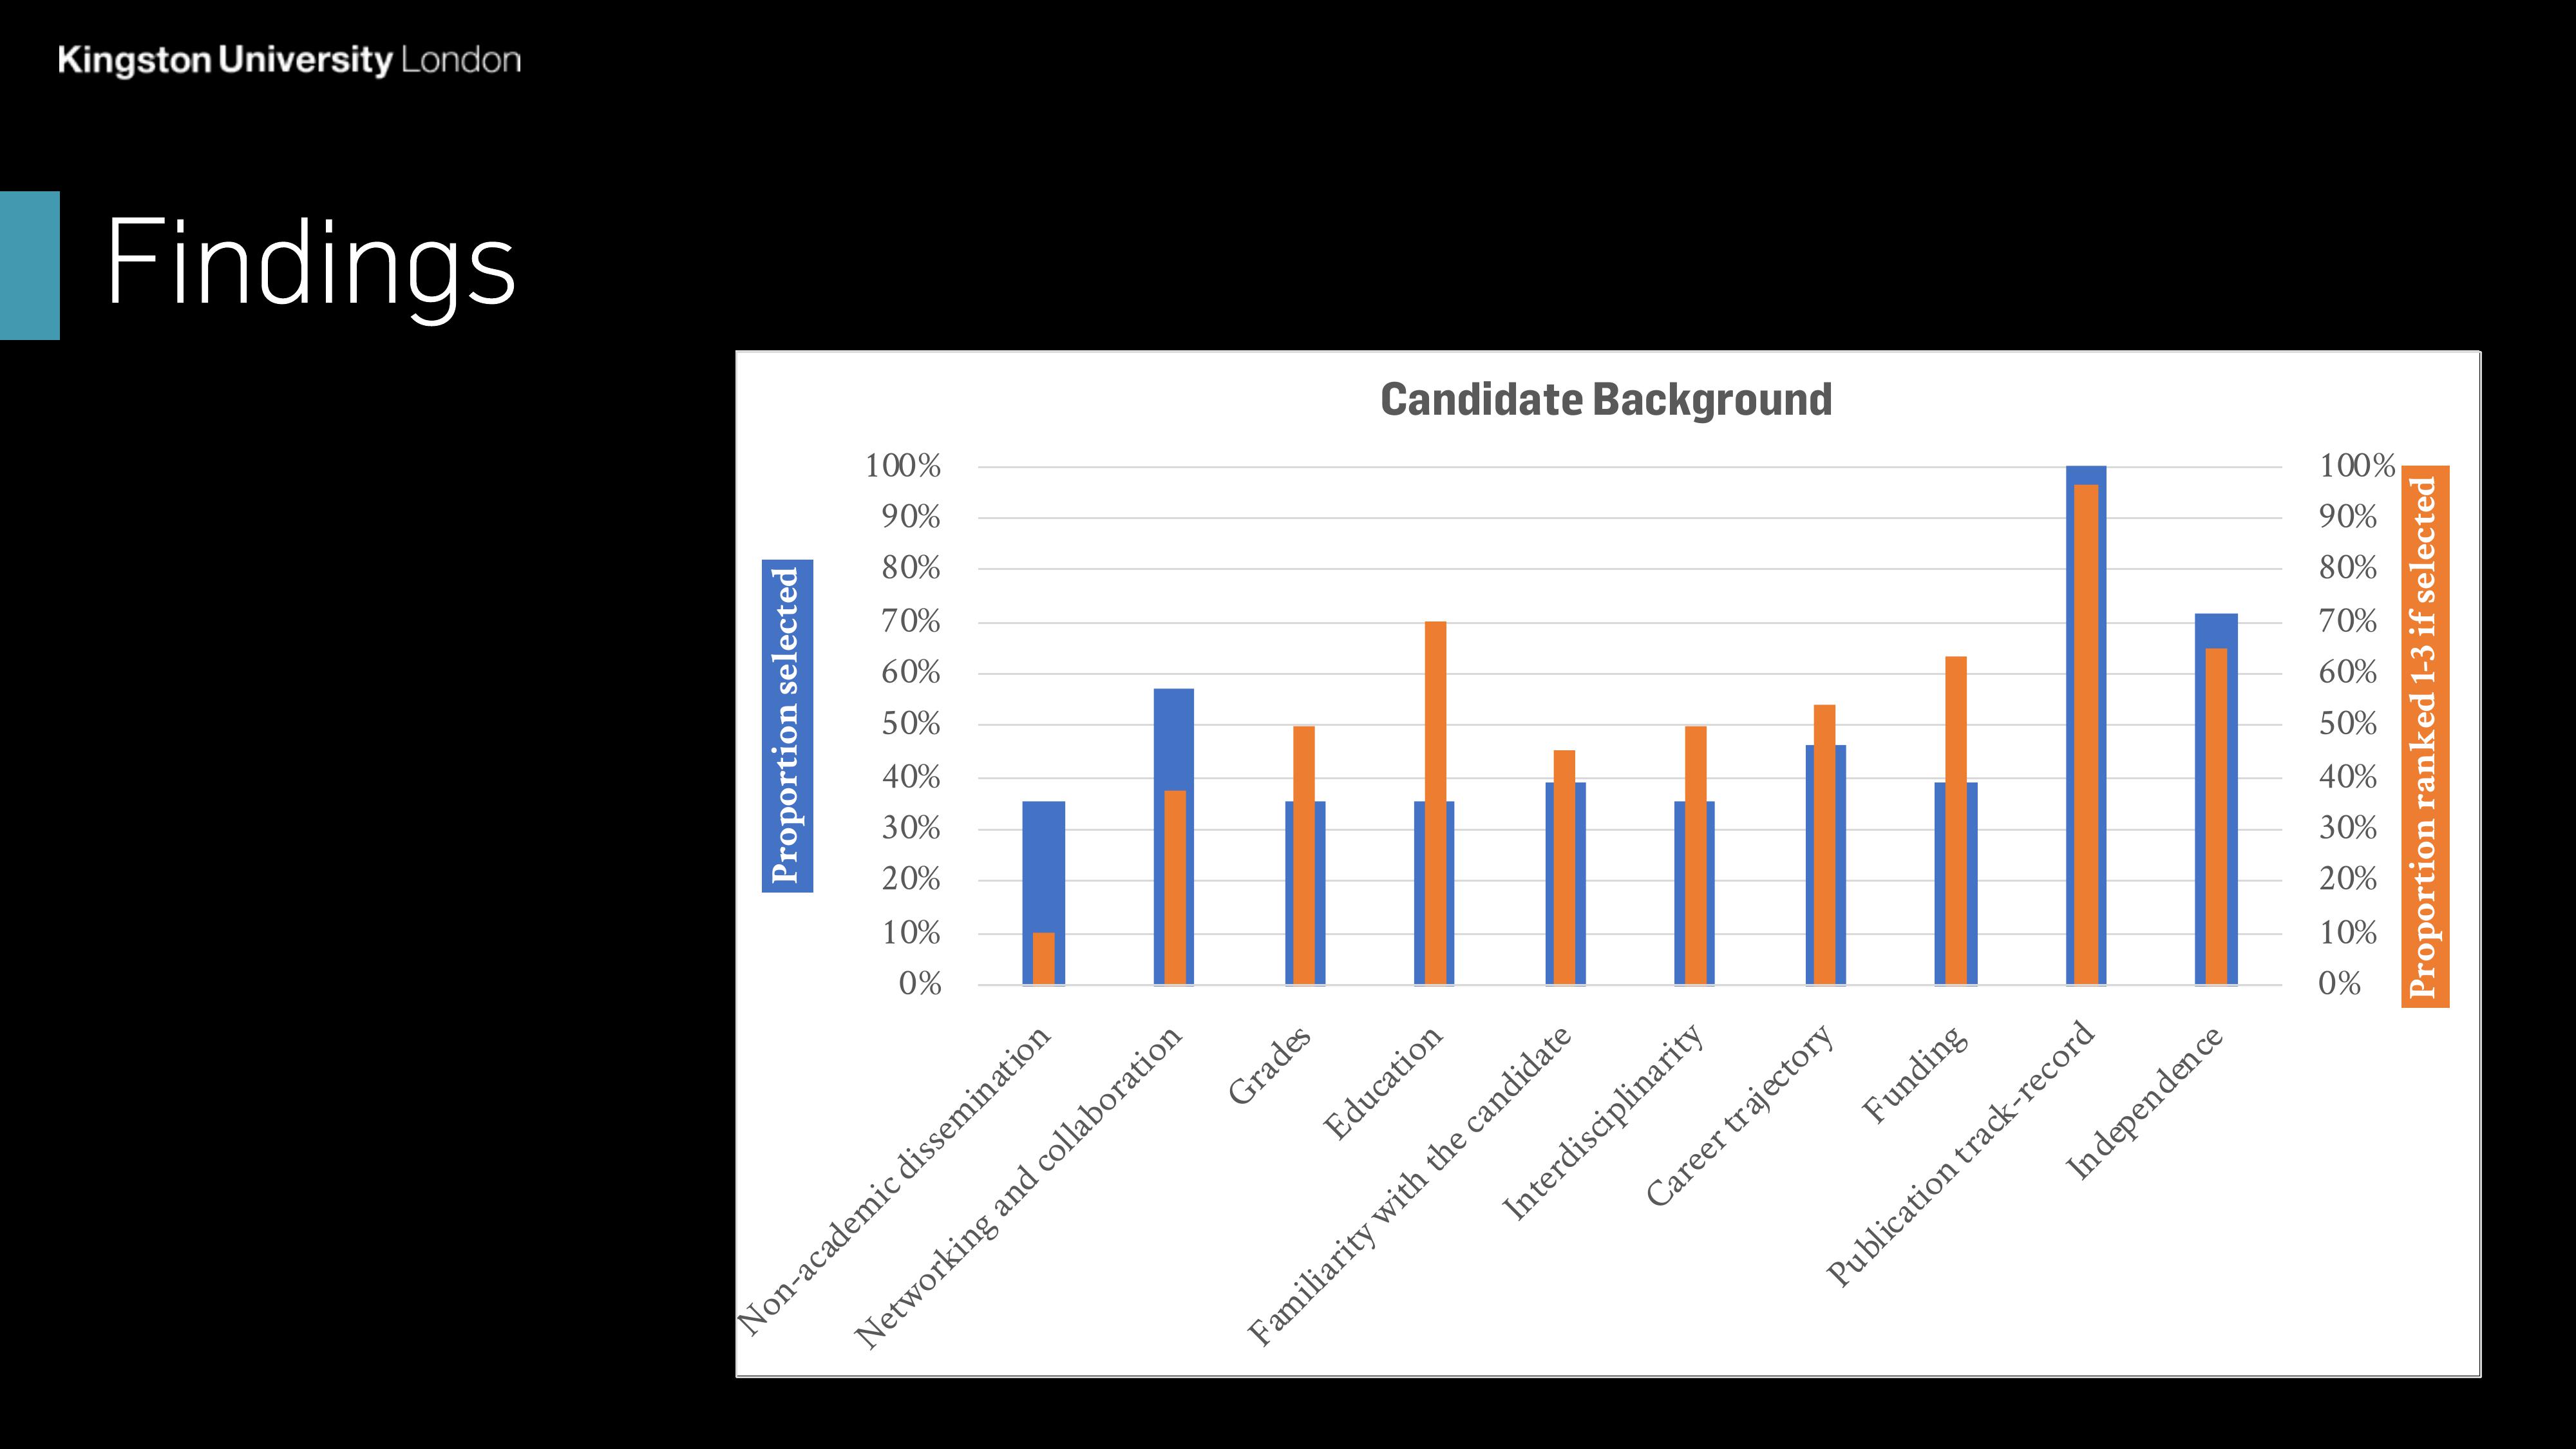 Kingston University London
Findings
Candidate Background
Proportion selected
100%
90%
80%
70%
60%
50%
40%
30%
20%
10%
0%
100%
90%
80%
70%
60%
50%
40%
30%
20%
10%
0%
Proportion ranked 1-3 if selected
Non-academic dissemination
Networking and collaboration
Grades
Education
Familiarity with the candidate
Interdisciplinarity
Career trajectory
Funding
Publication track-record
Independence